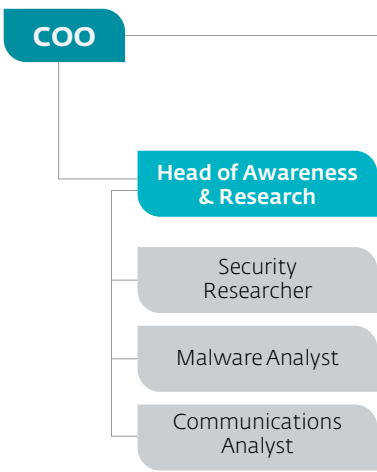 COO
Head of Awareness
& Research
Security
Researcher
Malware Analyst
Communications
Analyst